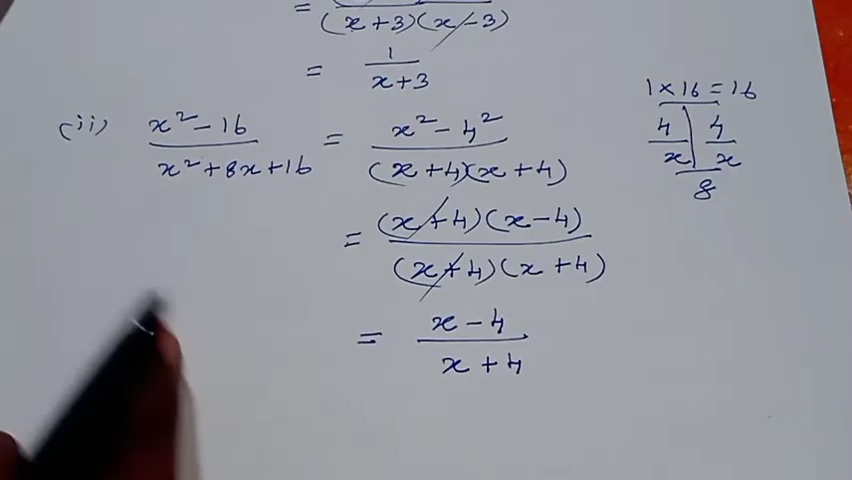 = (x+3)(x-3)
= 1/(x+3)
(ii) (x²-16)/(x²+8x+16) = (x²-4²)/((x+4)(x+4))
= ((x+4)(x-4))/((x+4)(x+4))
= (x-4)/(x+4)
1×16=16
4/x | 4/x
8